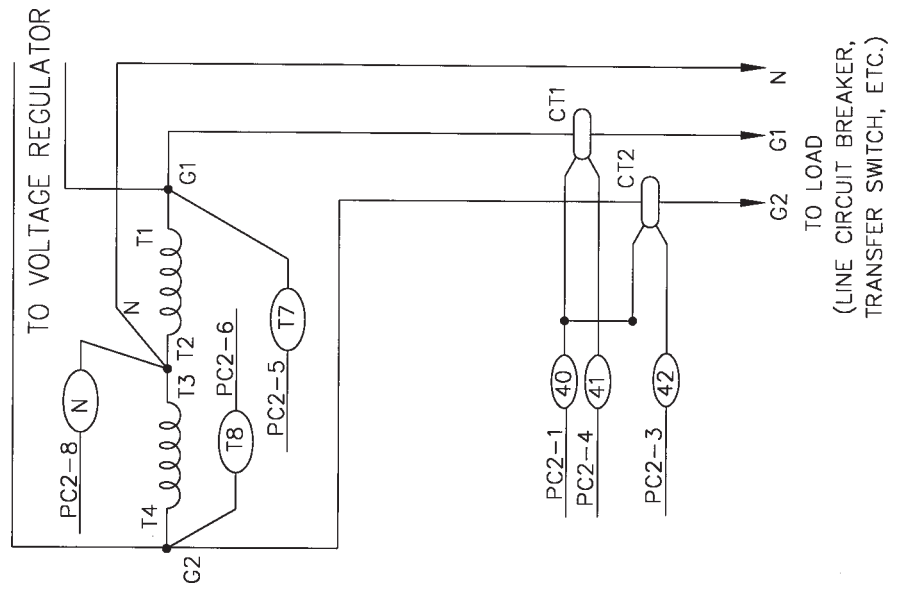 TO VOLTAGE REGULATOR
N
G1
T1
N
T2
T3
T4
G2
PC2-8
T8
PC2-6
T7
PC2-5
CT1
CT2
40
41
42
PC2-1
PC2-4
PC2-3
N
G1
G2
TO LOAD
(LINE CIRCUIT BREAKER,
TRANSFER SWITCH, ETC.)